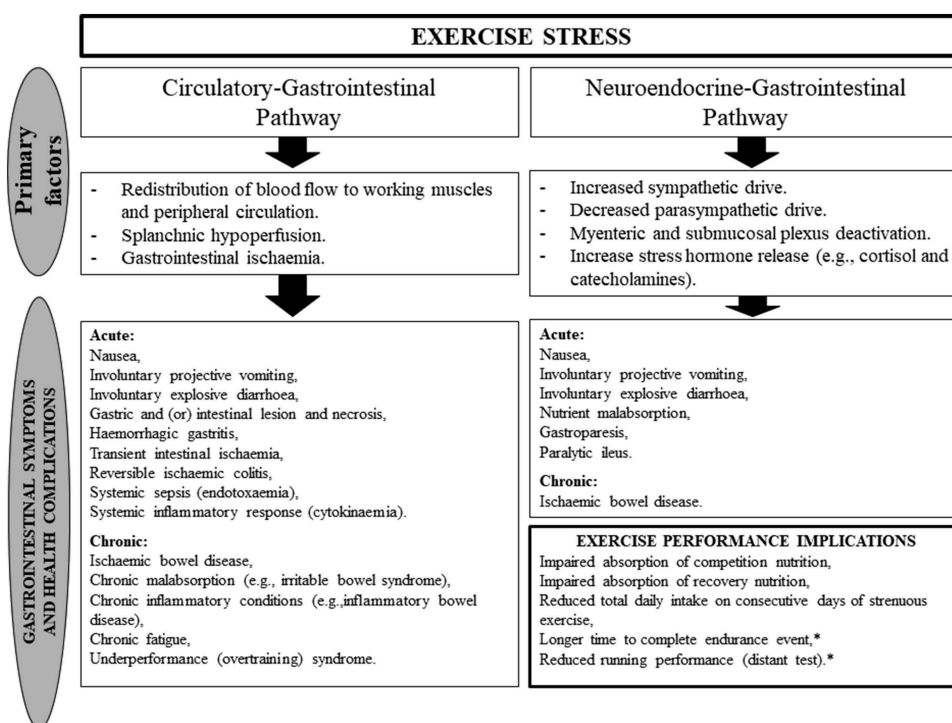 EXERCISE STRESS
Primary
factors
Circulatory-Gastrointestinal
Pathway
- Redistribution of blood flow to working muscles
and peripheral circulation.
- Splanchnic hypoperfusion.
- Gastrointestinal ischaemia.
Neuroendocrine-Gastrointestinal
Pathway
- Increased sympathetic drive.
- Decreased parasympathetic drive.
- Myenteric and submucosal plexus deactivation.
- Increase stress hormone release (e.g., cortisol and
catecholamines).
GASTROINTESTINAL SYMPTOMS
AND HEALTH COMPLICATIONS
Acute:
Nausea,
Involuntary projective vomiting,
Involuntary explosive diarrhoea,
Gastric and (or) intestinal lesion and necrosis,
Haemorrhagic gastritis,
Transient intestinal ischaemia,
Reversible ischaemic colitis,
Systemic sepsis (endotoxaemia),
Systemic inflammatory response (cytokinaemia).
Chronic:
Ischaemic bowel disease,
Chronic malabsorption (e.g., irritable bowel syndrome),
Chronic inflammatory conditions (e.g.,inflammatory bowel
disease),
Chronic fatigue,
Underperformance (overtraining) syndrome.
Acute:
Nausea,
Involuntary projective vomiting,
Involuntary explosive diarrhoea,
Nutrient malabsorption,
Gastroparesis,
Paralytic ileus.
Chronic:
Ischaemic bowel disease.
EXERCISE PERFORMANCE IMPLICATIONS
Impaired absorption of competition nutrition,
Impaired absorption of recovery nutrition,
Reduced total daily intake on consecutive days of strenuous
exercise,
Longer time to complete endurance event,*
Reduced running performance (distant test).*